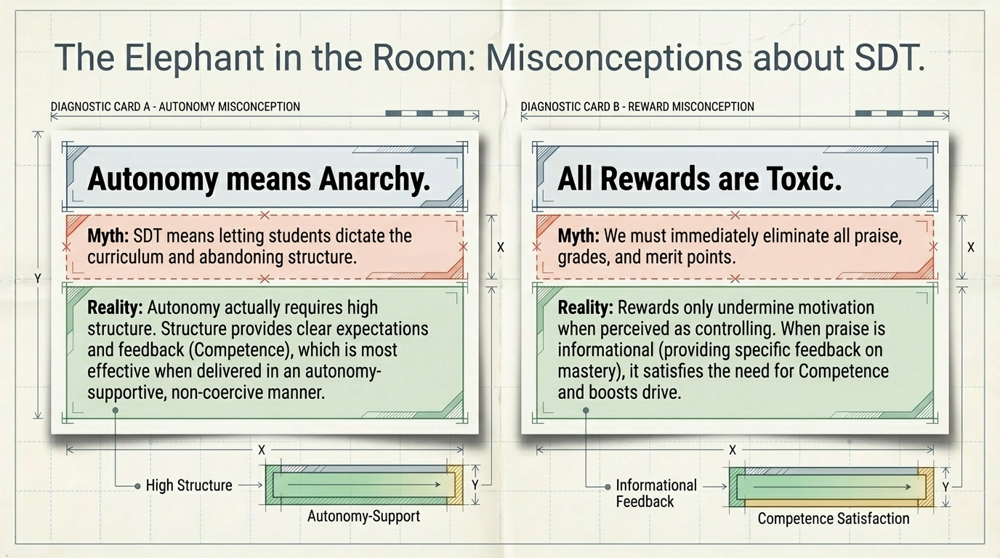 The Elephant in the Room: Misconceptions about SDT.
DIAGNOSTIC CARD A - AUTONOMY MISCONCEPTION
Autonomy means Anarchy.
Myth: SDT means letting students dictate the
curriculum and abandoning structure.
X
Y
Reality: Autonomy actually requires high
structure. Structure provides clear expectations
and feedback (Competence), which is most
effective when delivered in an autonomy-
supportive, non-coercive manner.
X
High Structure
Y
Autonomy-Support
DIAGNOSTIC CARD B - REWARD MISCONCEPTION
All Rewards are Toxic.
Myth: We must immediately eliminate all praise,
grades, and merit points.
X
Reality: Rewards only undermine motivation
when perceived as controlling. When praise is
informational (providing specific feedback on
mastery), it satisfies the need for Competence
and boosts drive.
X
Informational
Feedback
Y
Competence Satisfaction